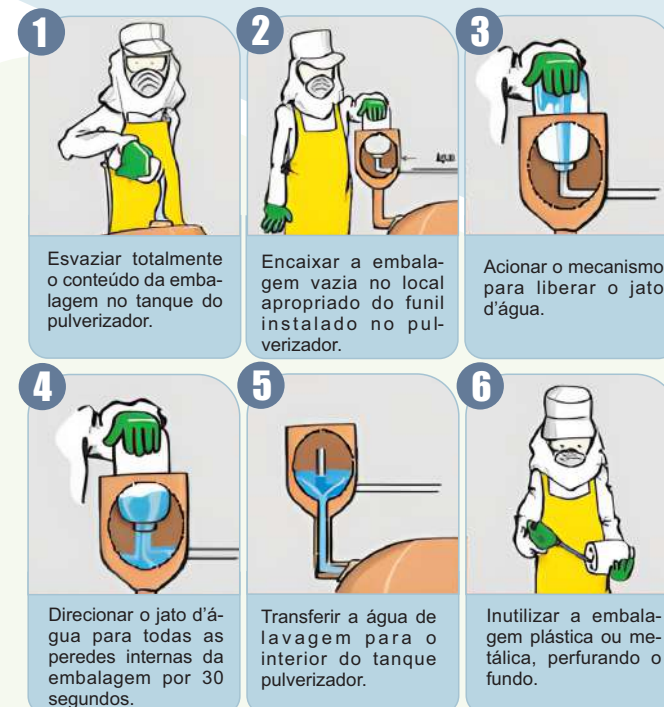 1
Esvaziar totalmente
o conteúdo da emba-
lagem no tanque do
pulverizador.
2
Água
Encaixar a embala-
gem vazia no local
apropriado do funil
instalado no pul-
verizador.
3
Acionar o mecanismo
para liberar o jato
d'água.
4
Direcionar o jato d'á-
gua para todas as
peredes internas da
embalagem por 30
segundos.
5
Transferir a água de
lavagem para o
interior do tanque
pulverizador.
6
Inutilizar a embala-
gem plástica ou me-
tálica, perfurando o
fundo.